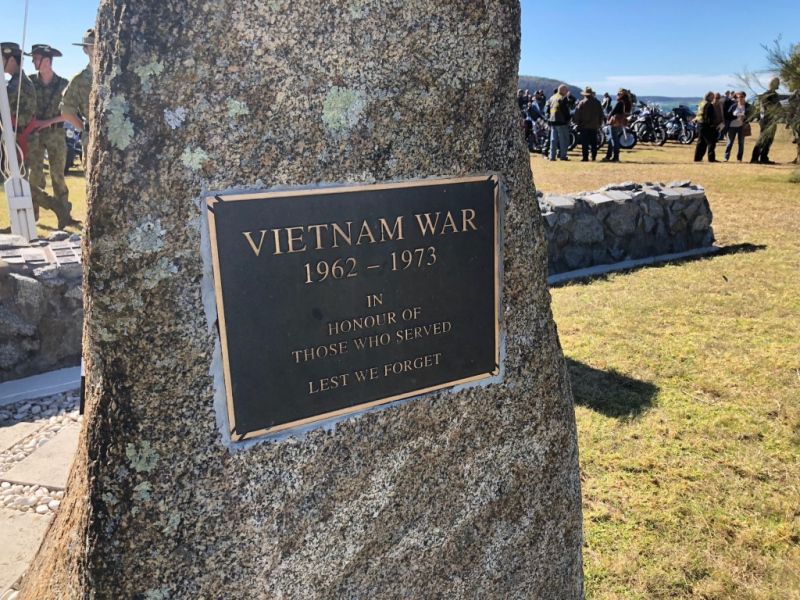 VIETNAM WAR
1962 – 1973
IN
HONOUR OF
THOSE WHO SERVED
LEST WE FORGET